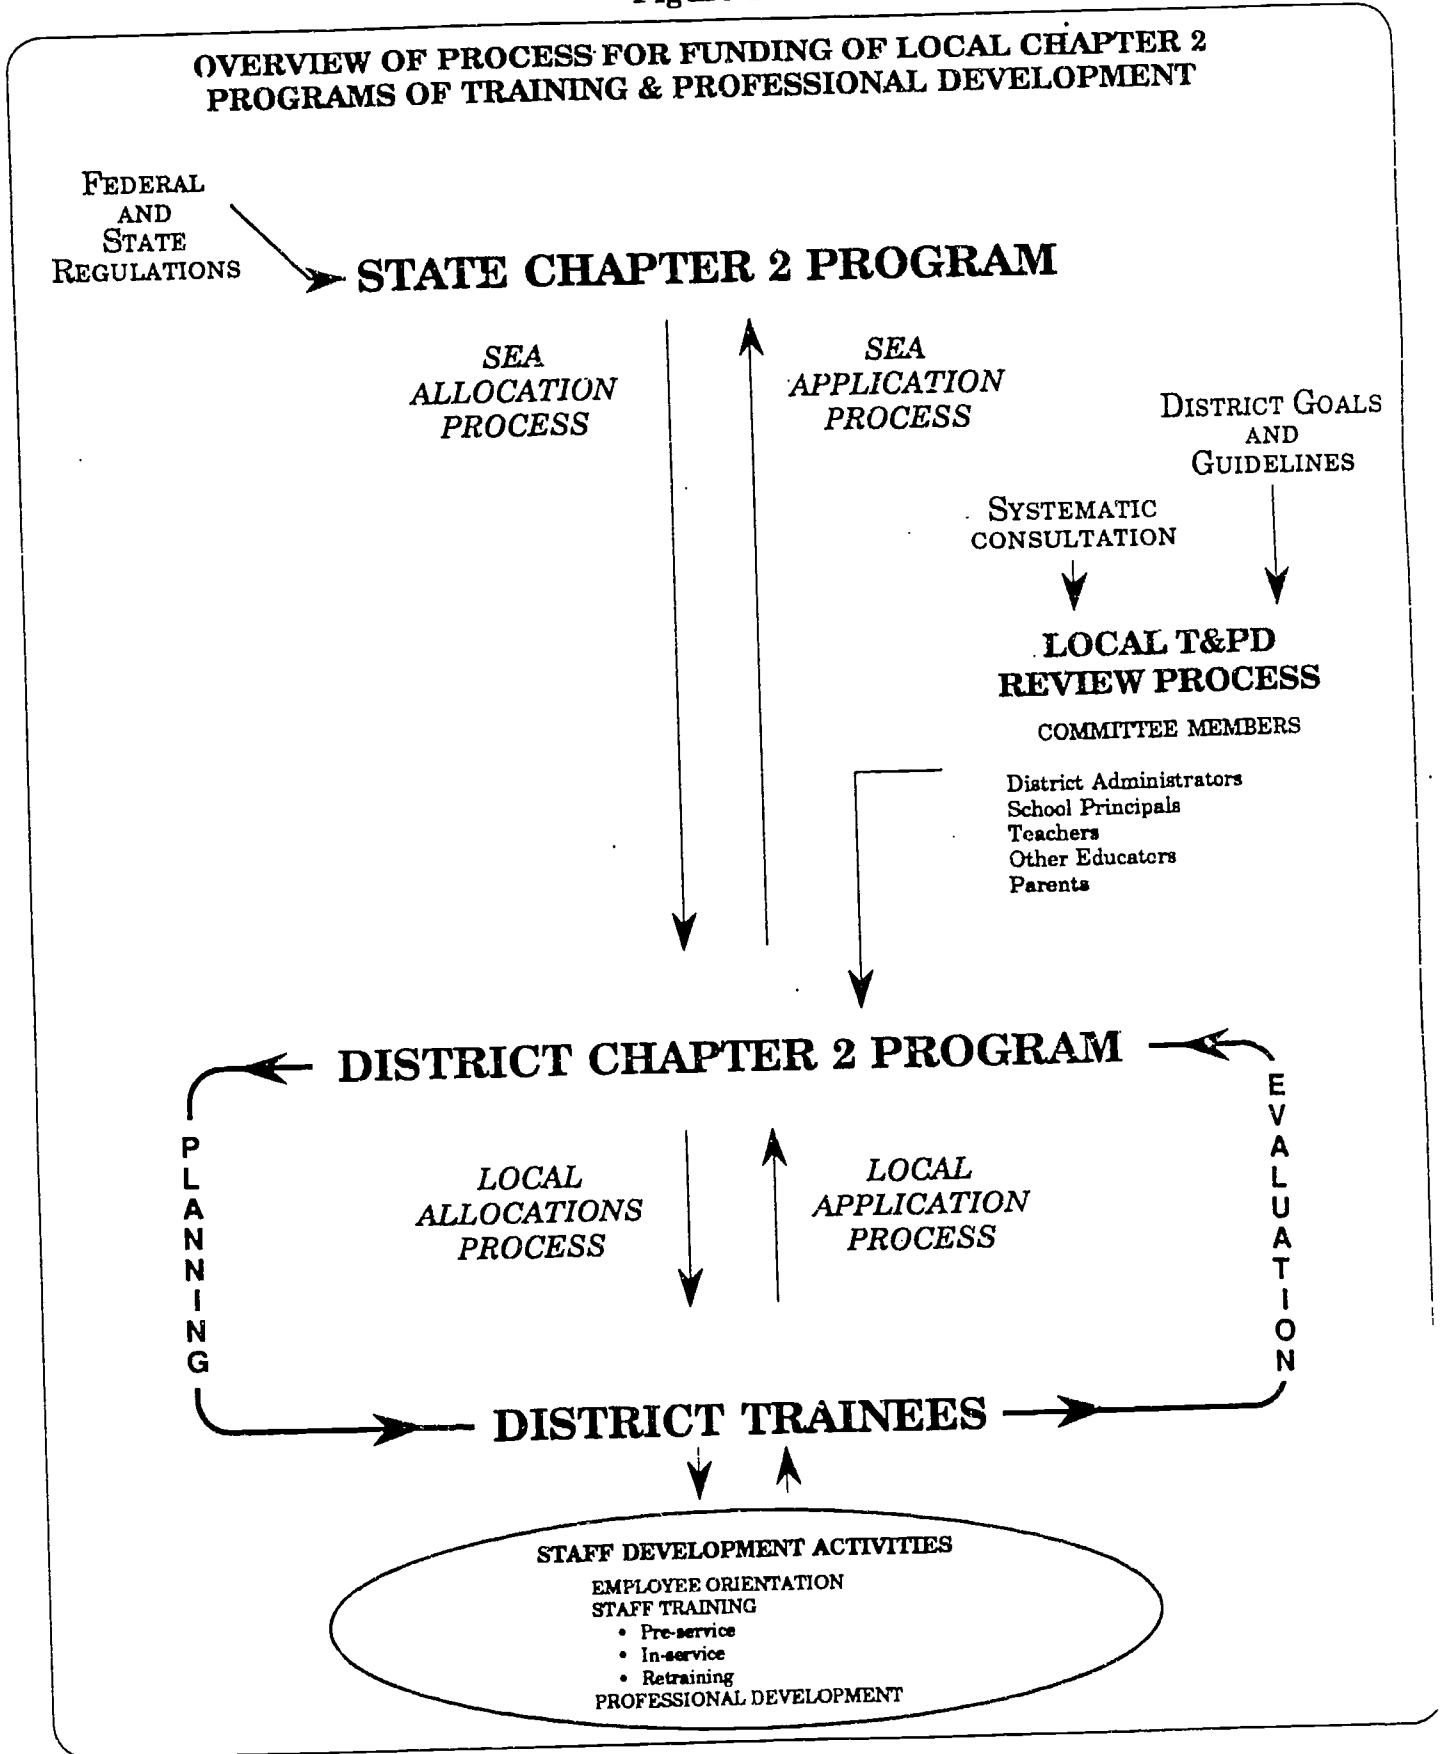 OVERVIEW OF PROCESS FOR FUNDING OF LOCAL CHAPTER 2
PROGRAMS OF TRAINING & PROFESSIONAL DEVELOPMENT
FEDERAL
AND
STATE
REGULATIONS
STATE CHAPTER 2 PROGRAM
SEA
ALLOCATION
PROCESS
SEA
APPLICATION
PROCESS
DISTRICT GOALS
AND
GUIDELINES
SYSTEMATIC
CONSULTATION
LOCAL T&PD
REVIEW PROCESS
COMMITTEE MEMBERS
District Administrators
School Principals
Teachers
Other Educators
Parents
DISTRICT CHAPTER 2 PROGRAM
PLANNING
LOCAL
ALLOCATIONS
PROCESS
LOCAL
APPLICATION
PROCESS
EVALUATION
DISTRICT TRAINEES
STAFF DEVELOPMENT ACTIVITIES
EMPLOYEE ORIENTATION
STAFF TRAINING
• Pre-service
• In-service
• Retraining
PROFESSIONAL DEVELOPMENT